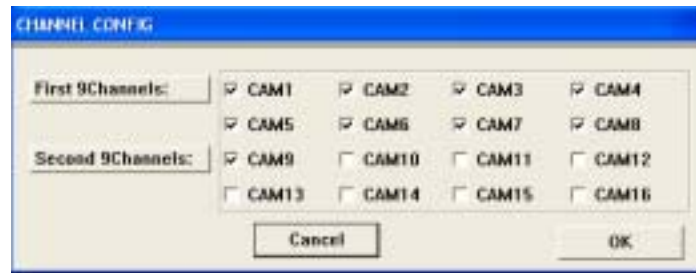 CHANNEL CONFIG
First 9Channels: CAM1 CAM2 CAM3 CAM4
CAM5 CAM6 CAM7 CAM8
Second 9Channels: CAM9 CAM10 CAM11 CAM12
CAM13 CAM14 CAM15 CAM16
Cancel OK